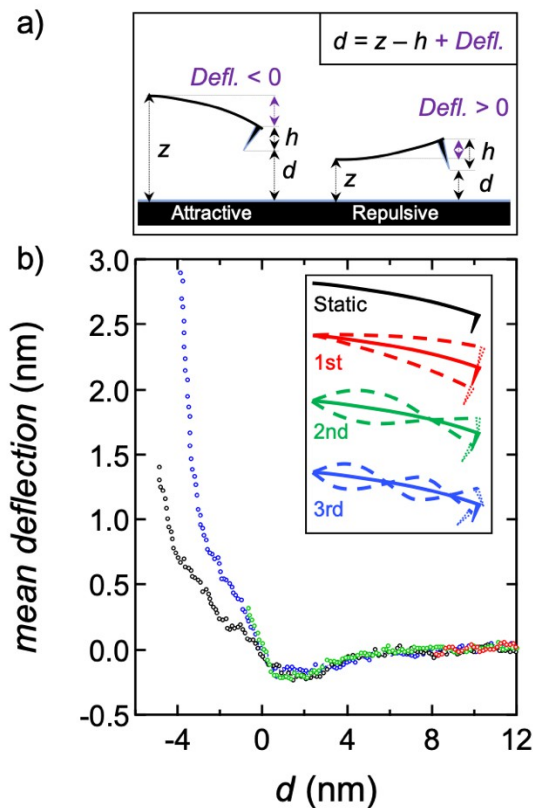 a)
d = z – h + Defl.
Defl. < 0
Defl. > 0
z
h
d
z
h
d
Attractive
Repulsive
b)
3.0
2.5
2.0
1.5
1.0
0.5
0.0
-0.5
mean deflection (nm)
Static
1st
2nd
3rd
-4
0
4
8
12
d (nm)